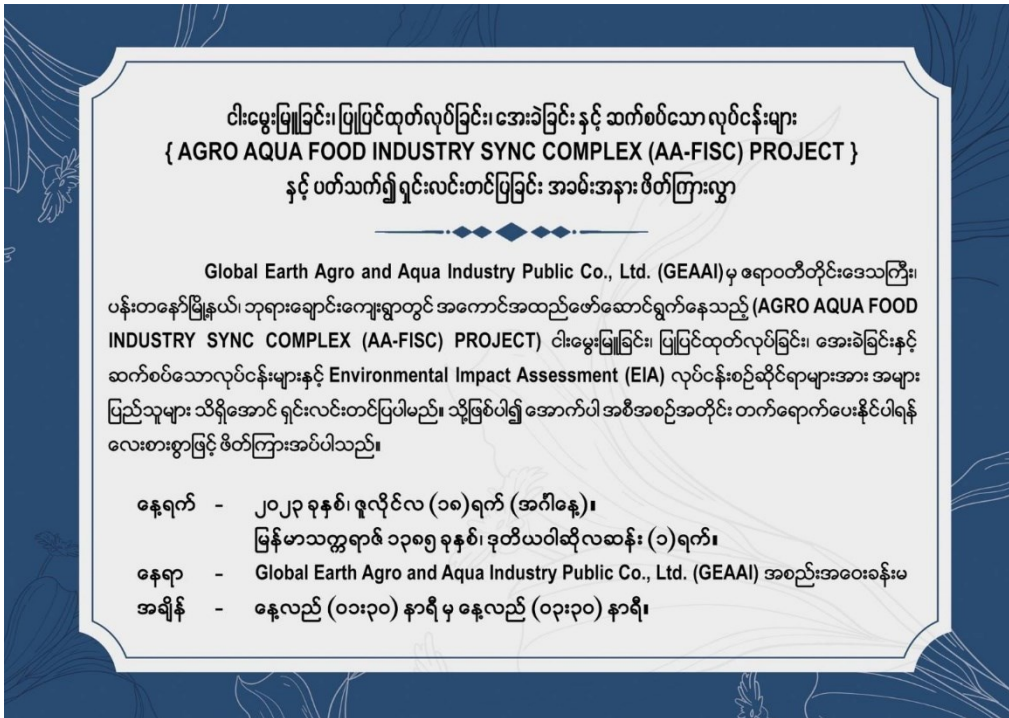 ငါးမွေးမြူခြင်း၊ ပြုပြင်ထုတ်လုပ်ခြင်း၊ အေးခဲခြင်း နှင့် ဆက်စပ်သော လုပ်ငန်းများ
{ AGRO AQUA FOOD INDUSTRY SYNC COMPLEX (AA-FISC) PROJECT }
နှင့် ပတ်သက်၍ ရှင်းလင်းတင်ပြခြင်း အခမ်းအနား ဖိတ်ကြားလွှာ
Global Earth Agro and Aqua Industry Public Co., Ltd. (GEAAI) မှ ဧရာဝတီတိုင်းဒေသကြီး၊
ပန်းတနော်မြို့နယ်၊ ဘုရားချောင်းကျေးရွာတွင် အကောင်အထည်ဖော်ဆောင်ရွက်နေသည့် (AGRO AQUA FOOD
INDUSTRY SYNC COMPLEX (AA-FISC) PROJECT) ငါးမွေးမြူခြင်း၊ ပြုပြင်ထုတ်လုပ်ခြင်း၊ အေးခဲခြင်းနှင့်
ဆက်စပ်သောလုပ်ငန်းများနှင့် Environmental Impact Assessment (EIA) လုပ်ငန်းစဉ်ဆိုင်ရာများအား အများ
ပြည်သူများ သိရှိအောင် ရှင်းလင်းတင်ပြပါမည်။ သို့ဖြစ်ပါ၍ အောက်ပါ အစီအစဉ်အတိုင်း တက်ရောက်ပေးနိုင်ပါရန်
လေးစားစွာဖြင့် ဖိတ်ကြားအပ်ပါသည်။
နေ့ရက် - ၂၀၂၃ ခုနှစ်၊ ဇူလိုင်လ (၁၈)ရက် (အင်္ဂါနေ့)။
မြန်မာသက္ကရာဇ် ၁၃၈၅ ခုနှစ်၊ ဒုတိယဝါဆိုလဆန်း (၁)ရက်။
နေရာ - Global Earth Agro and Aqua Industry Public Co., Ltd. (GEAAI) အစည်းအဝေးခန်းမ
အချိန် - နေ့လည် (၀၁း၃၀) နာရီ မှ နေ့လည် (၀၃း၃၀) နာရီ။